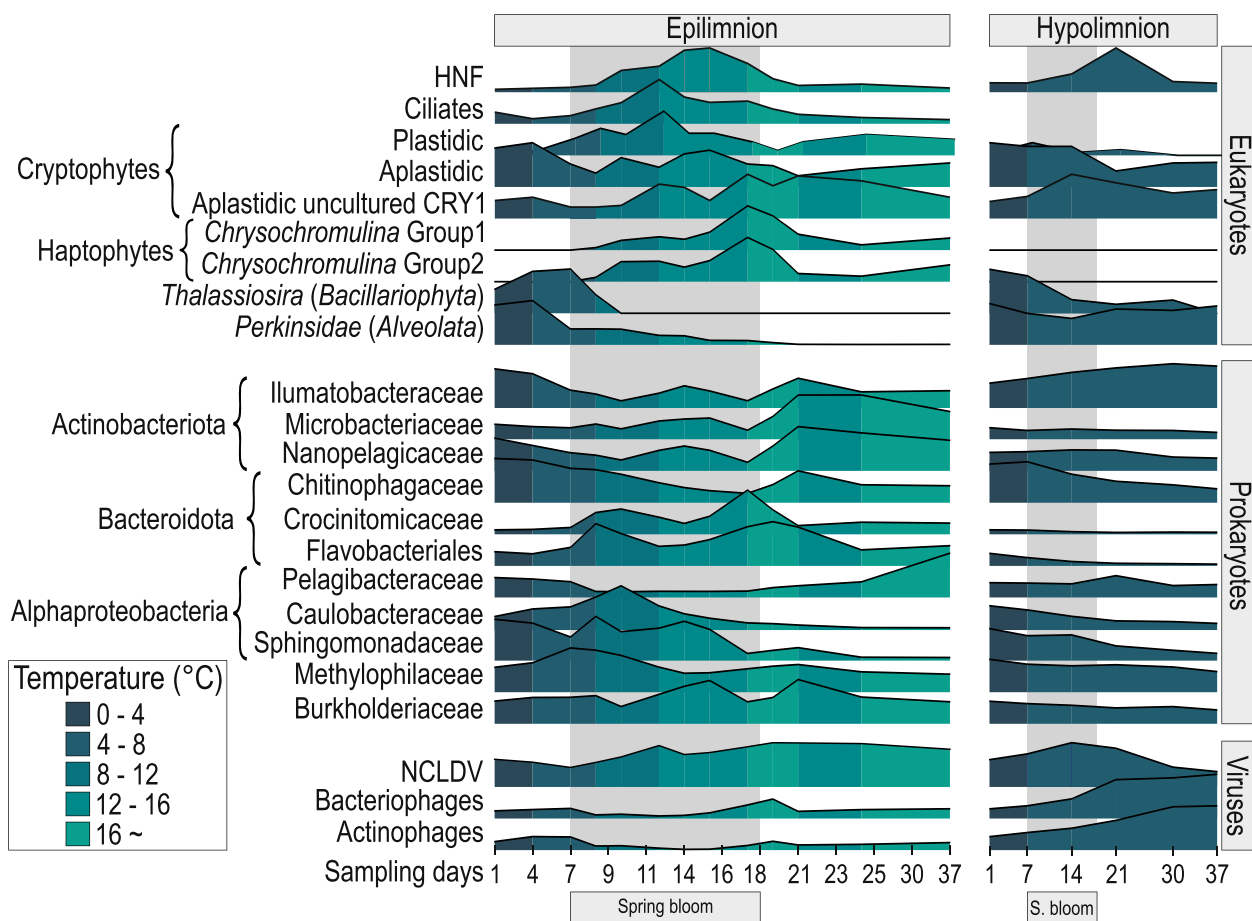 Epilimnion
Hypolimnion
HNF
Ciliates
Plastidic
Cryptophytes
Aplastidic
Aplastidic uncultured CRY1
Chrysochromulina Group1
Haptophytes
Chrysochromulina Group2
Thalassiosira (Bacillariophyta)
Perkinsidae (Alveolata)
Eukaryotes
Ilumatobacteraceae
Actinobacteriota
Microbacteriaceae
Nanopelagicaceae
Chitinophagaceae
Bacteroidota
Crocinitomicaceae
Flavobacteriales
Pelagibacteraceae
Alphaproteobacteria
Caulobacteraceae
Sphingomonadaceae
Methylophilaceae
Burkholderiaceae
Prokaryotes
Temperature (°C)
0 - 4
4 - 8
8 - 12
12 - 16
16 ~
NCLDV
Bacteriophages
Actinophages
Viruses
Sampling days
1 4 7 9 11 14 16 19 21 25 30 37
1 7 14 21 30 37
Spring bloom
S. bloom